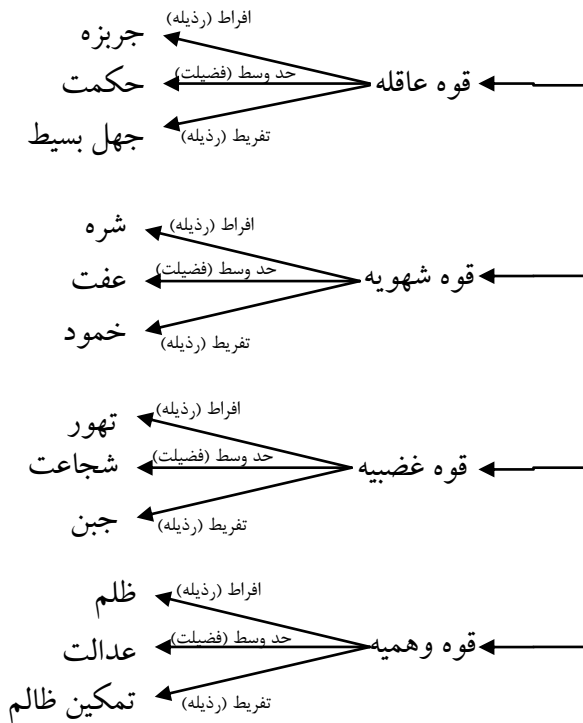 افراط (رذیله)
جربزه
قوه عاقله
حد وسط (فضیلت)
حکمت
تفریط (رذیله)
جهل بسیط
افراط (رذیله)
شره
قوه شهویه
حد وسط (فضیلت)
عفت
تفریط (رذیله)
خمود
افراط (رذیله)
تهور
قوه غضبیه
حد وسط (فضیلت)
شجاعت
تفریط (رذیله)
جبن
افراط (رذیله)
ظلم
قوه وهمیه
حد وسط (فضیلت)
عدالت
تفریط (رذیله)
تمکین ظالم